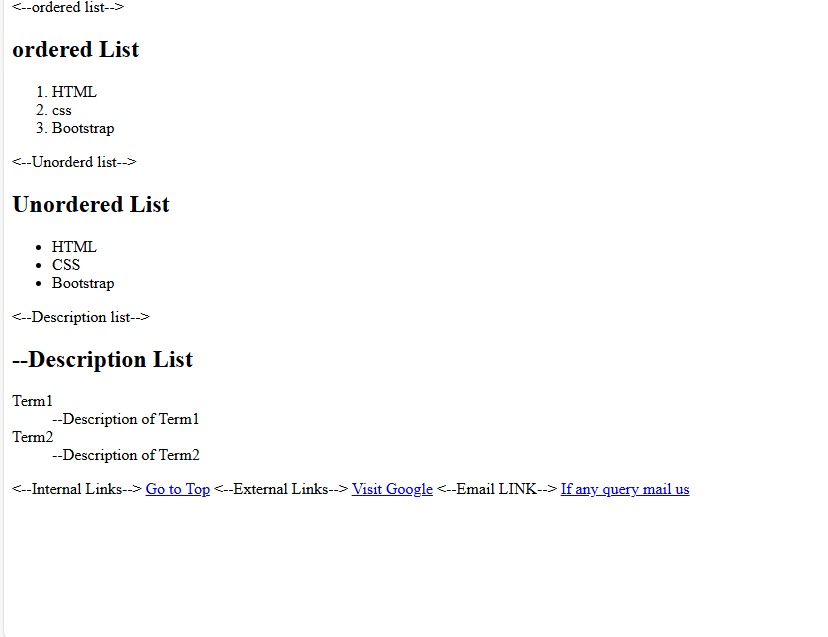 <--ordered list-->
ordered List
1. HTML
2. css
3. Bootstrap
<--Unorderd list-->
Unordered List
• HTML
• CSS
• Bootstrap
<--Description list-->
--Description List
Term1
--Description of Term1
Term2
--Description of Term2
<--Internal Links--> Go to Top <--External Links--> Visit Google <--Email LINK--> If any query mail us